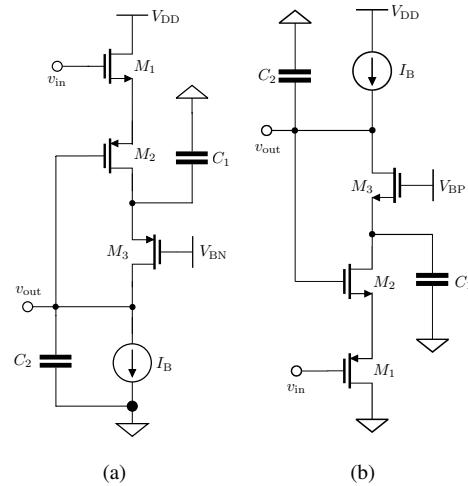 V_DD
v_in
M_1
M_2
C_1
M_3
V_BN
v_out
C_2
I_B
(a)
V_DD
C_2
I_B
v_out
M_3
V_BP
M_2
M_1
v_in
(b)